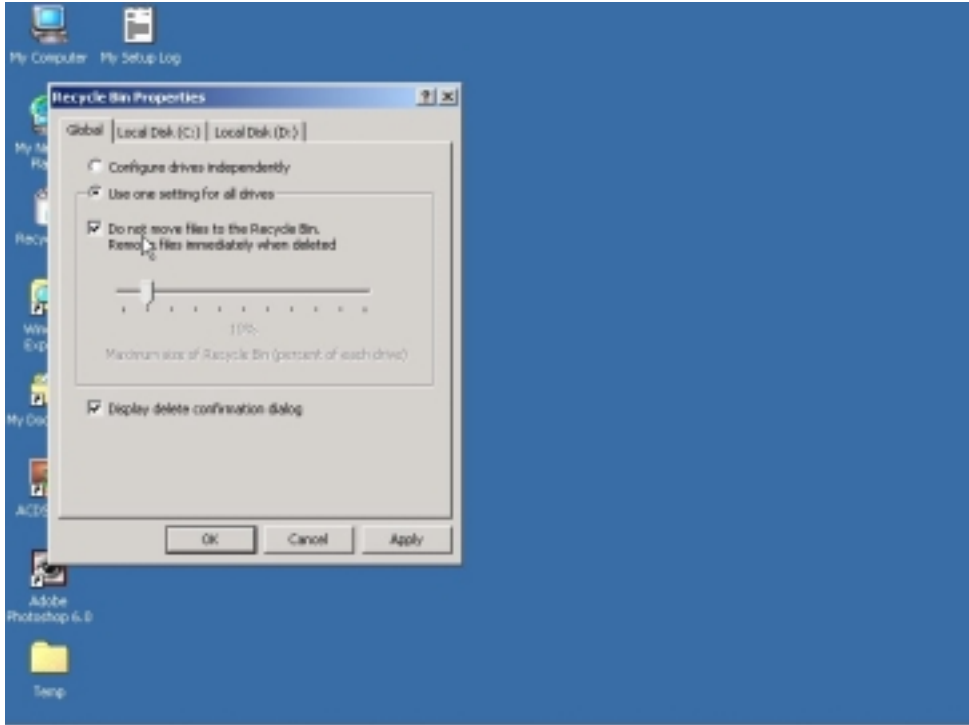 My Computer
My Setup Log
Recycle Bin Properties
Global
Local Disk (C:)
Local Disk (D:)
My
Configure drives independently
Use one setting for all drives
Do not move files to the Recycle Bin.
Remove files immediately when deleted
10%
Maximum size of Recycle Bin (percent of each drive)
Display delete confirmation dialog
OK
Cancel
Apply
Adobe
Photoshop 6.0
Temp